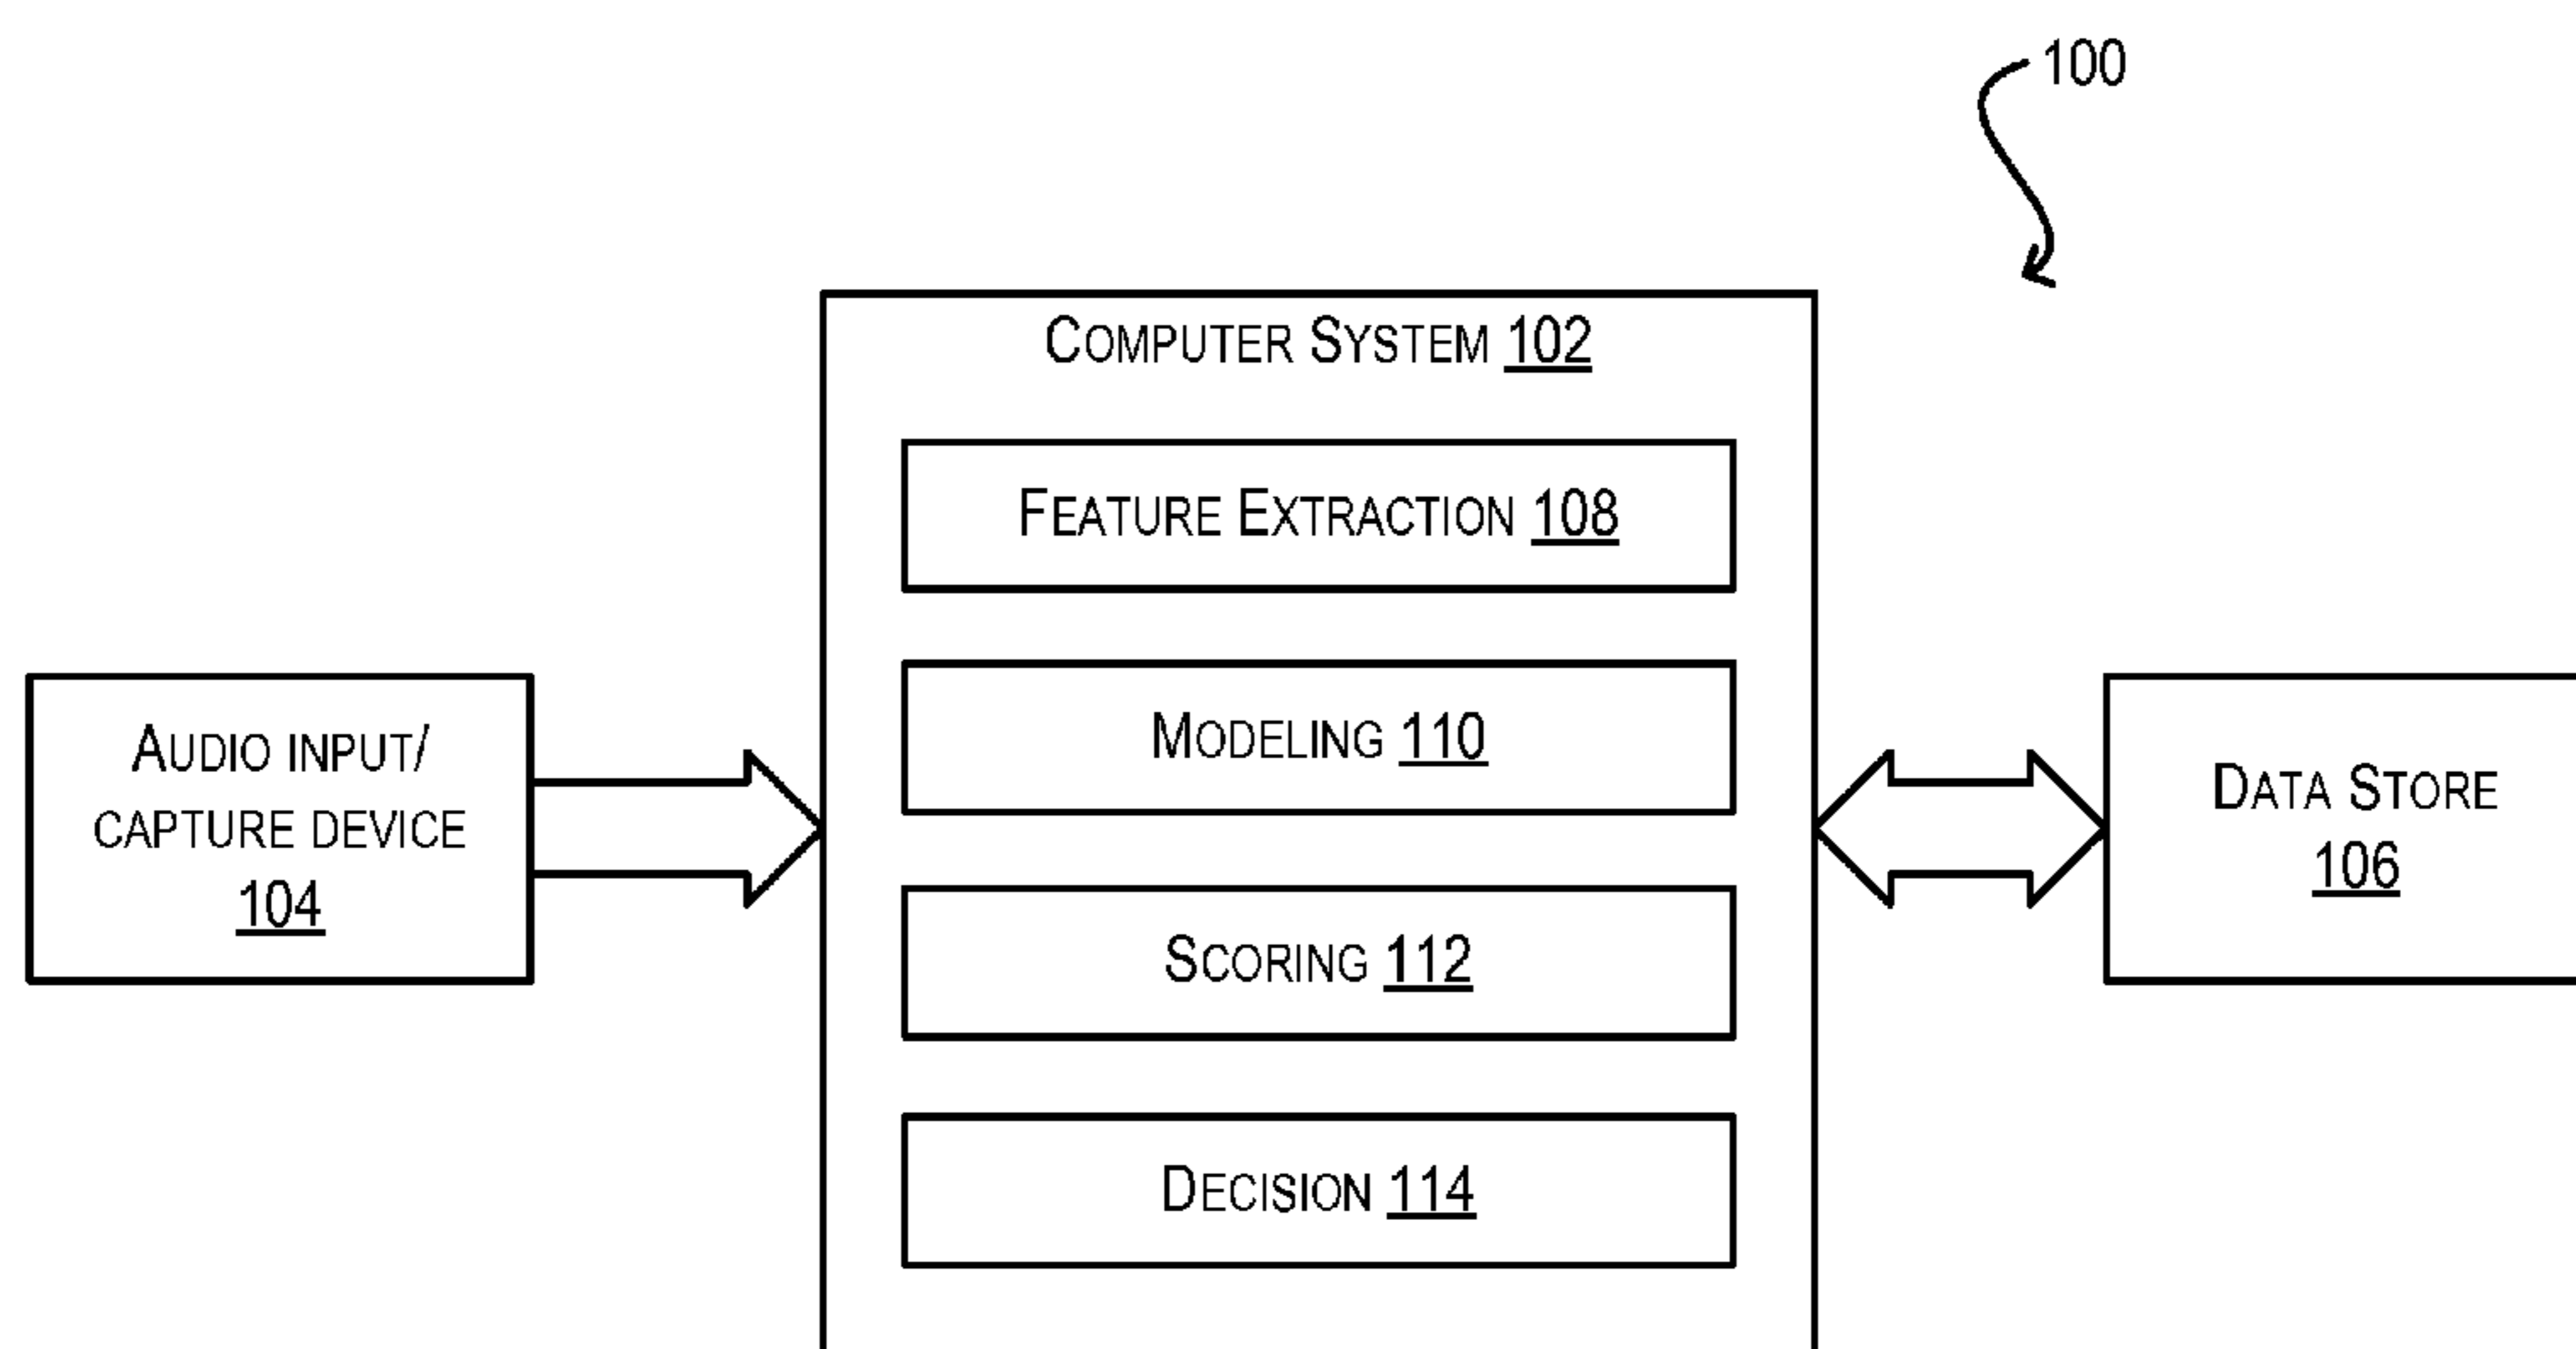 100
COMPUTER SYSTEM 102
FEATURE EXTRACTION 108
MODELING 110
SCORING 112
DECISION 114
AUDIO INPUT/
CAPTURE DEVICE
104
DATA STORE
106